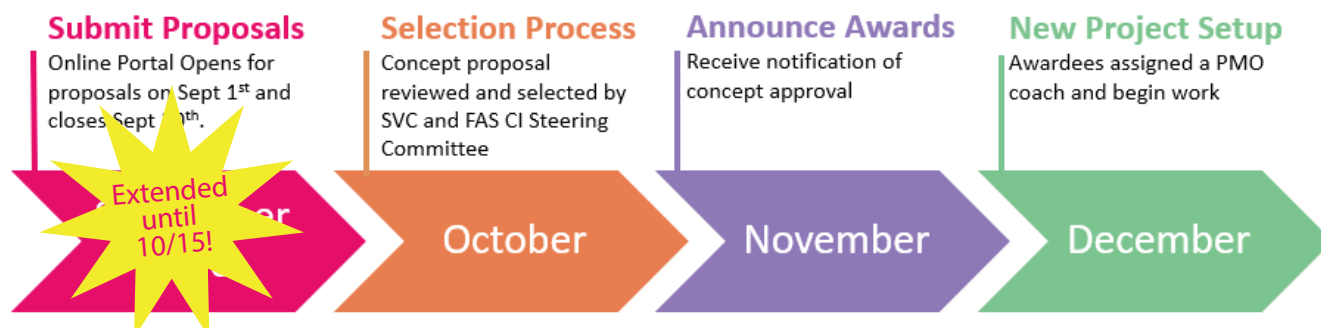 Submit Proposals
Online Portal Opens for
proposals on Sept 1st and
closes Sept
Extended
until
10/15!
Selection Process
Concept proposal
reviewed and selected by
SVC and FAS CI Steering
Committee
October
Announce Awards
Receive notification of
concept approval
November
New Project Setup
Awardees assigned a PMO
coach and begin work
December